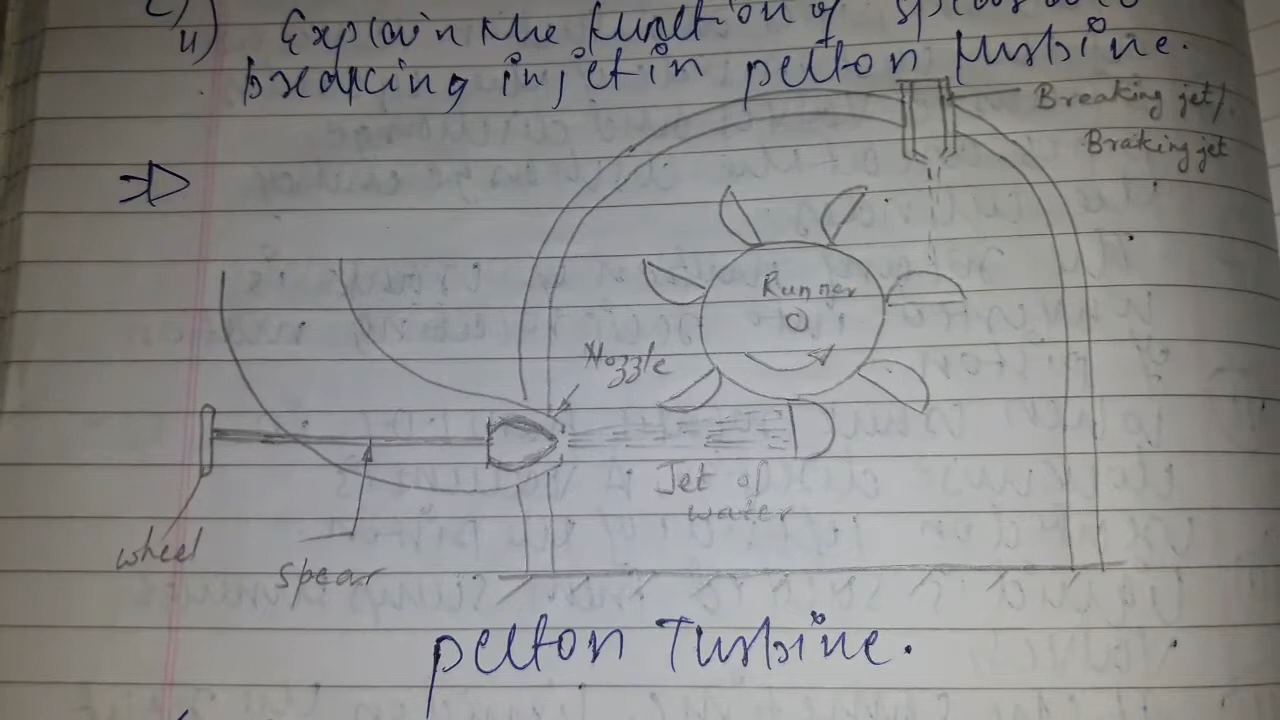 ii) Explain the function of
breaking injet in pelton turbine.
Breaking jet/
Braking jet
Runner
Nozzle
Jet of
water
wheel
spear
pelton Turbine.